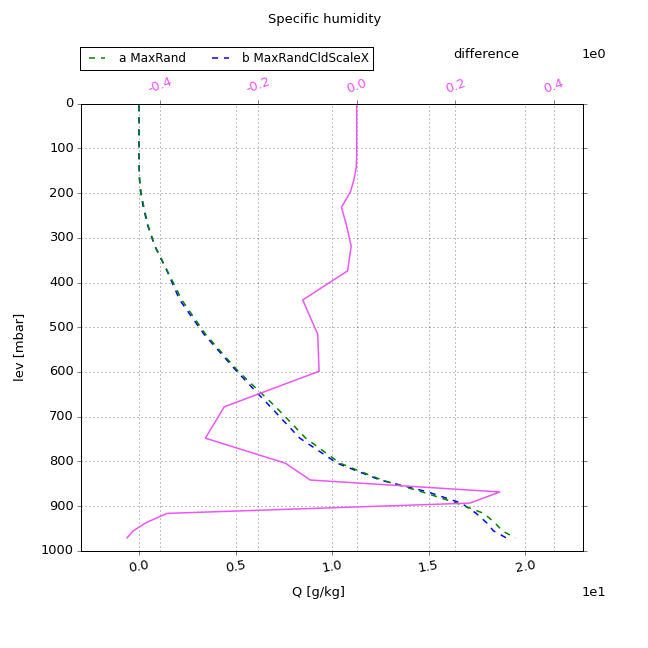 Specific humidity
a MaxRand b MaxRandCldScaleX difference 1e0
-0.4 -0.2 0.0 0.2 0.4
0
100
200
300
400
500
600
700
800
900
1000
lev [mbar]
0.0 0.5 1.0 1.5 2.0
Q [g/kg] 1e1